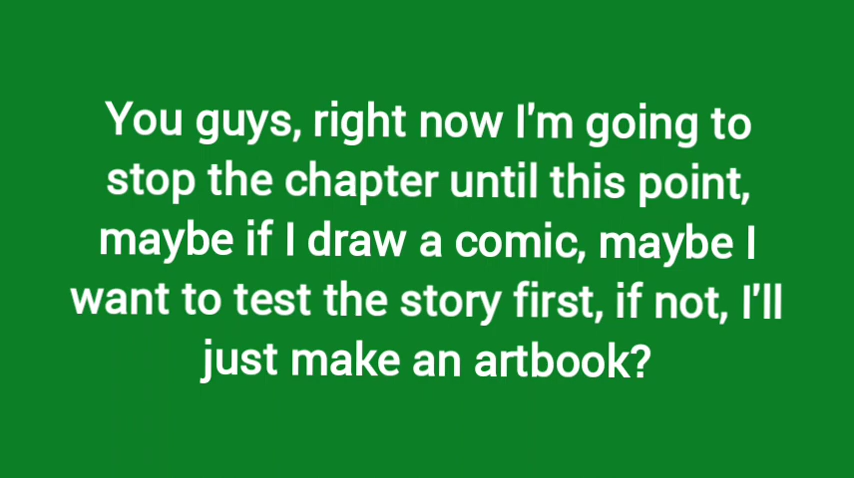 You guys, right now I'm going to
stop the chapter until this point,
maybe if I draw a comic, maybe I
want to test the story first, if not, I'll
just make an artbook?